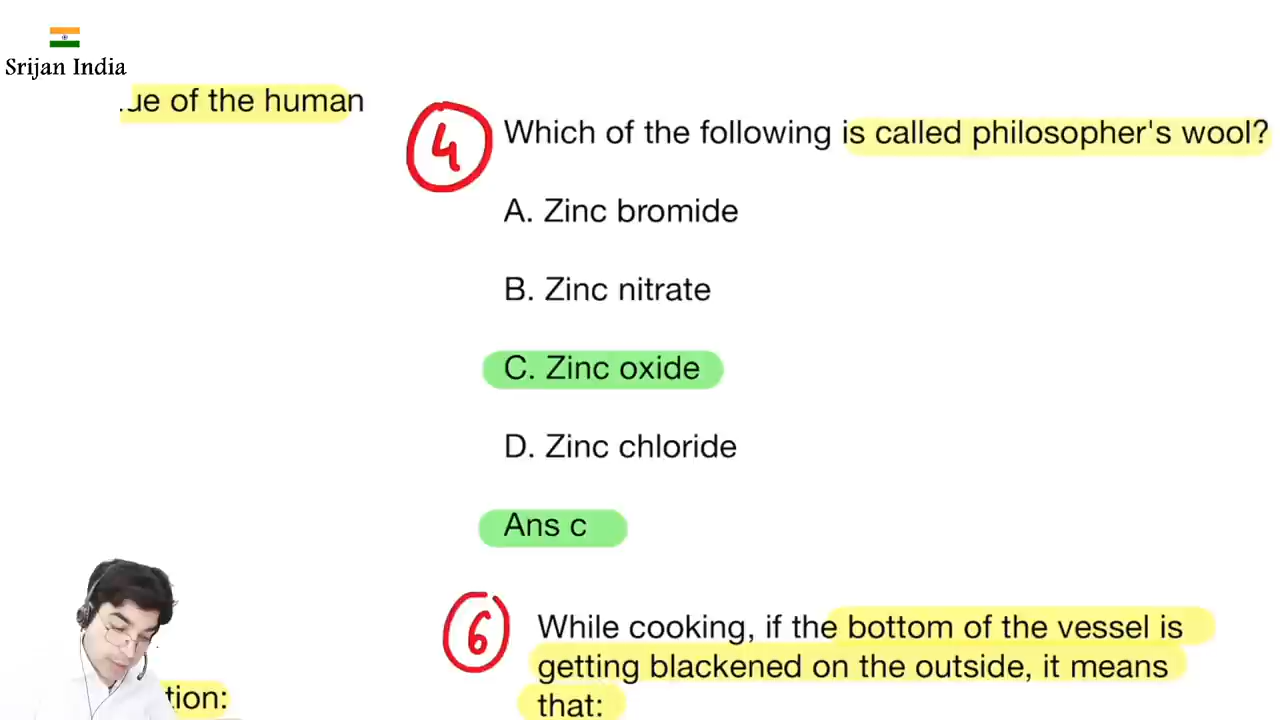 Srijan India
ue of the human
4
Which of the following is called philosopher's wool?
A. Zinc bromide
B. Zinc nitrate
C. Zinc oxide
D. Zinc chloride
Ans c
6
While cooking, if the bottom of the vessel is
getting blackened on the outside, it means
that:
tion: